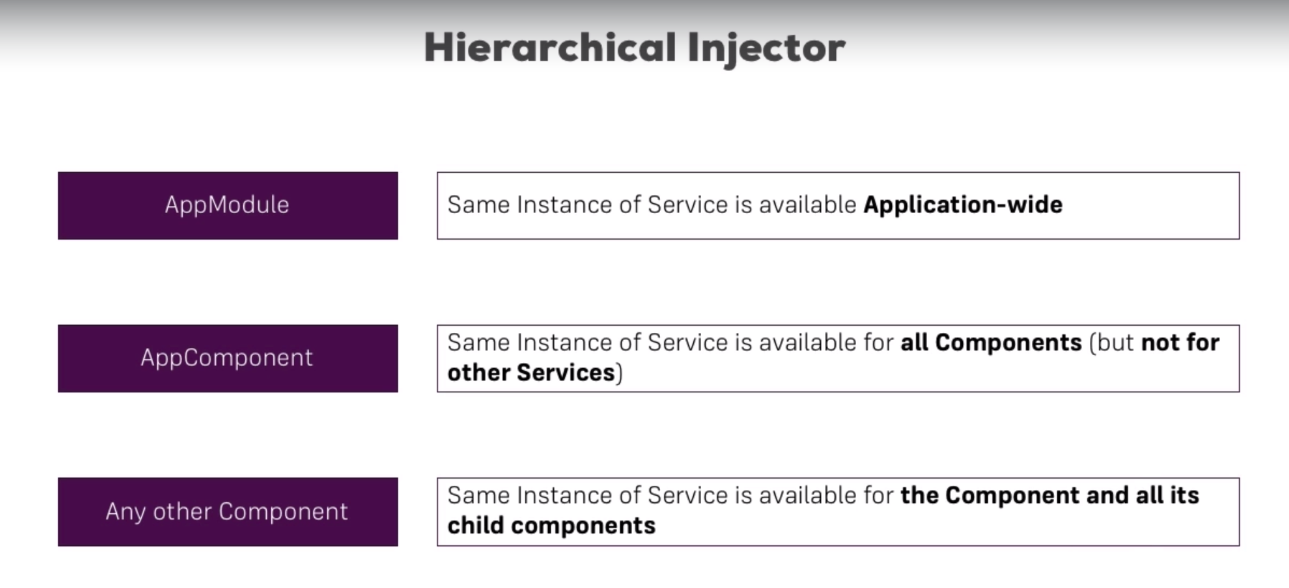 Hierarchical Injector
AppModule
Same Instance of Service is available Application-wide
AppComponent
Same Instance of Service is available for all Components (but not for
other Services)
Any other Component
Same Instance of Service is available for the Component and all its
child components